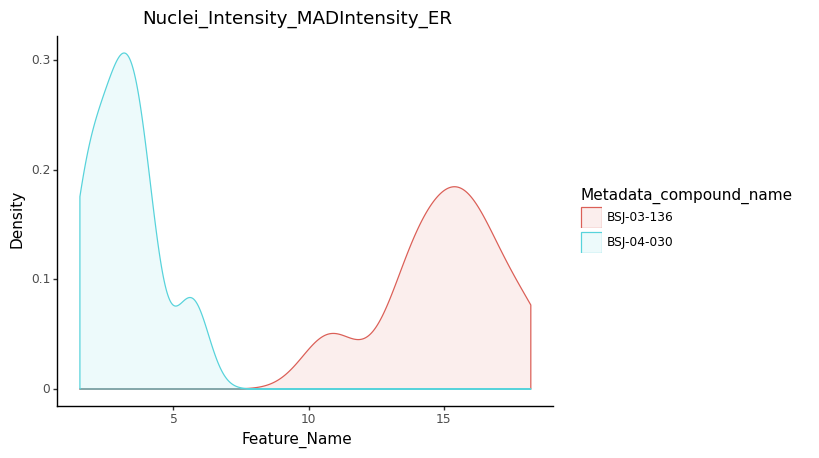 Nuclei_Intensity_MADIntensity_ER
0.3
0.2
0.1
0
Density
5
10
15
Feature_Name
Metadata_compound_name
BSJ-03-136
BSJ-04-030